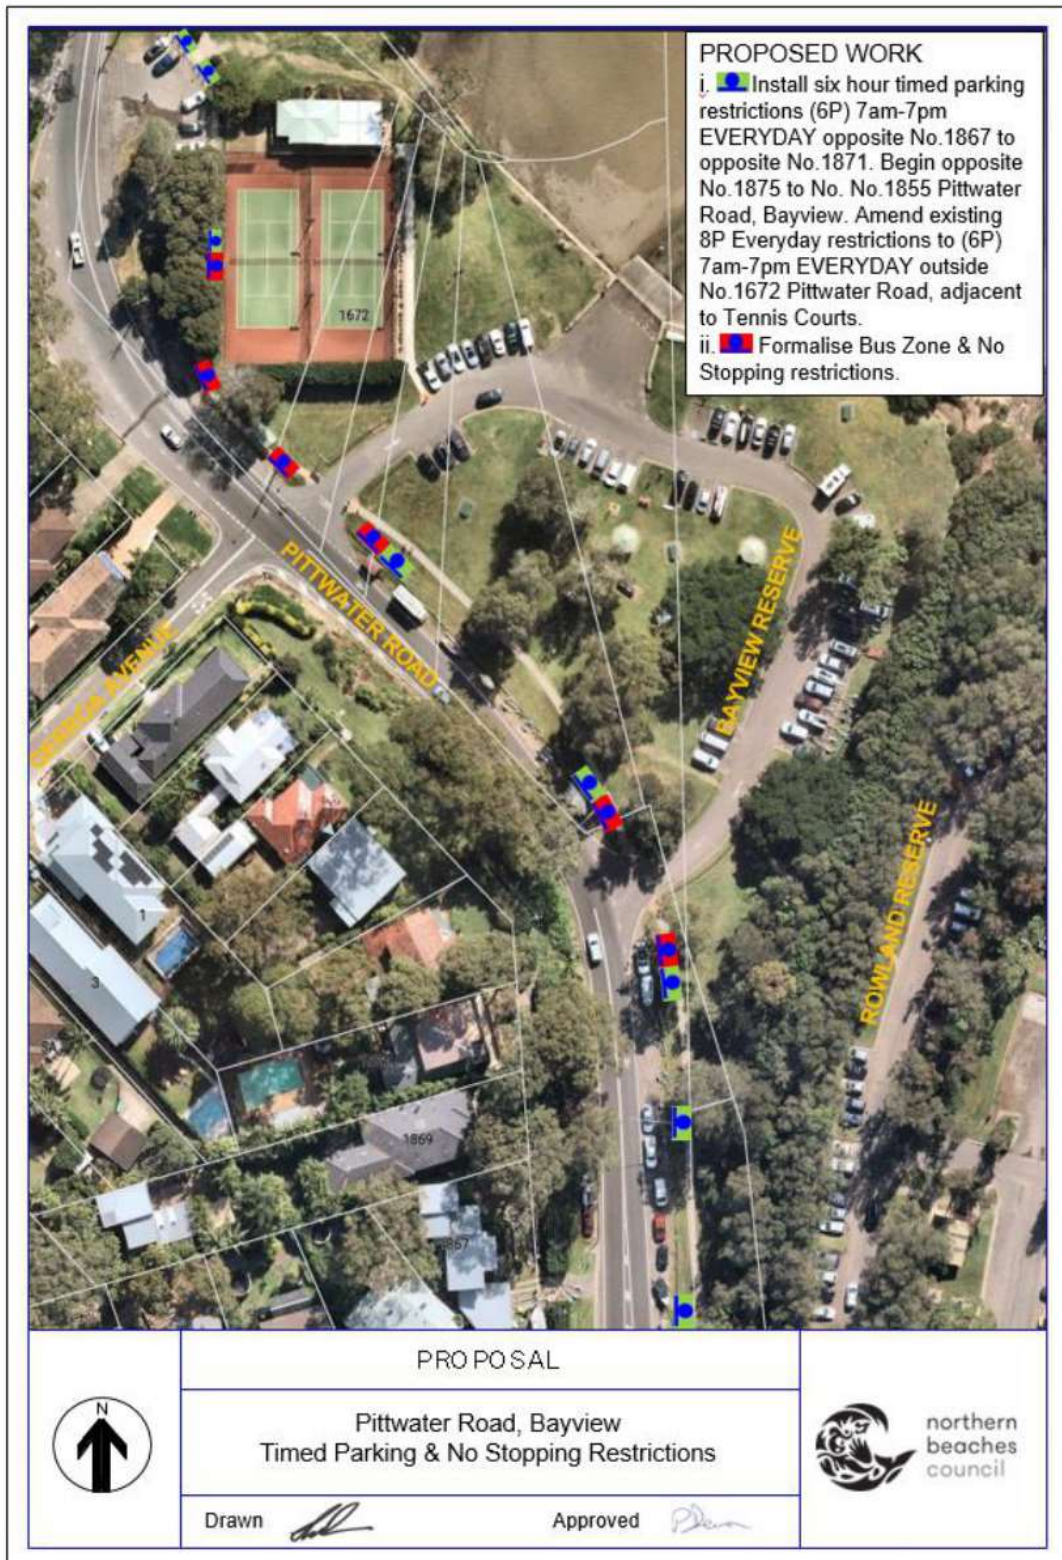 PROPOSED WORK
i. Install six hour timed parking
restrictions (6P) 7am-7pm
EVERYDAY opposite No.1867 to
opposite No.1871. Begin opposite
No.1875 to No. No.1855 Pittwater
Road, Bayview. Amend existing
8P Everyday restrictions to (6P)
7am-7pm EVERYDAY outside
No.1672 Pittwater Road, adjacent
to Tennis Courts.
ii. Formalise Bus Zone & No
Stopping restrictions.
1672
PITTWATER ROAD
BAYVIEW RESERVE
ROWLAND RESERVE
1
3
1869
1867
PROPOSAL
N
Pittwater Road, Bayview
Timed Parking & No Stopping Restrictions
northern
beaches
council
Drawn
Approved